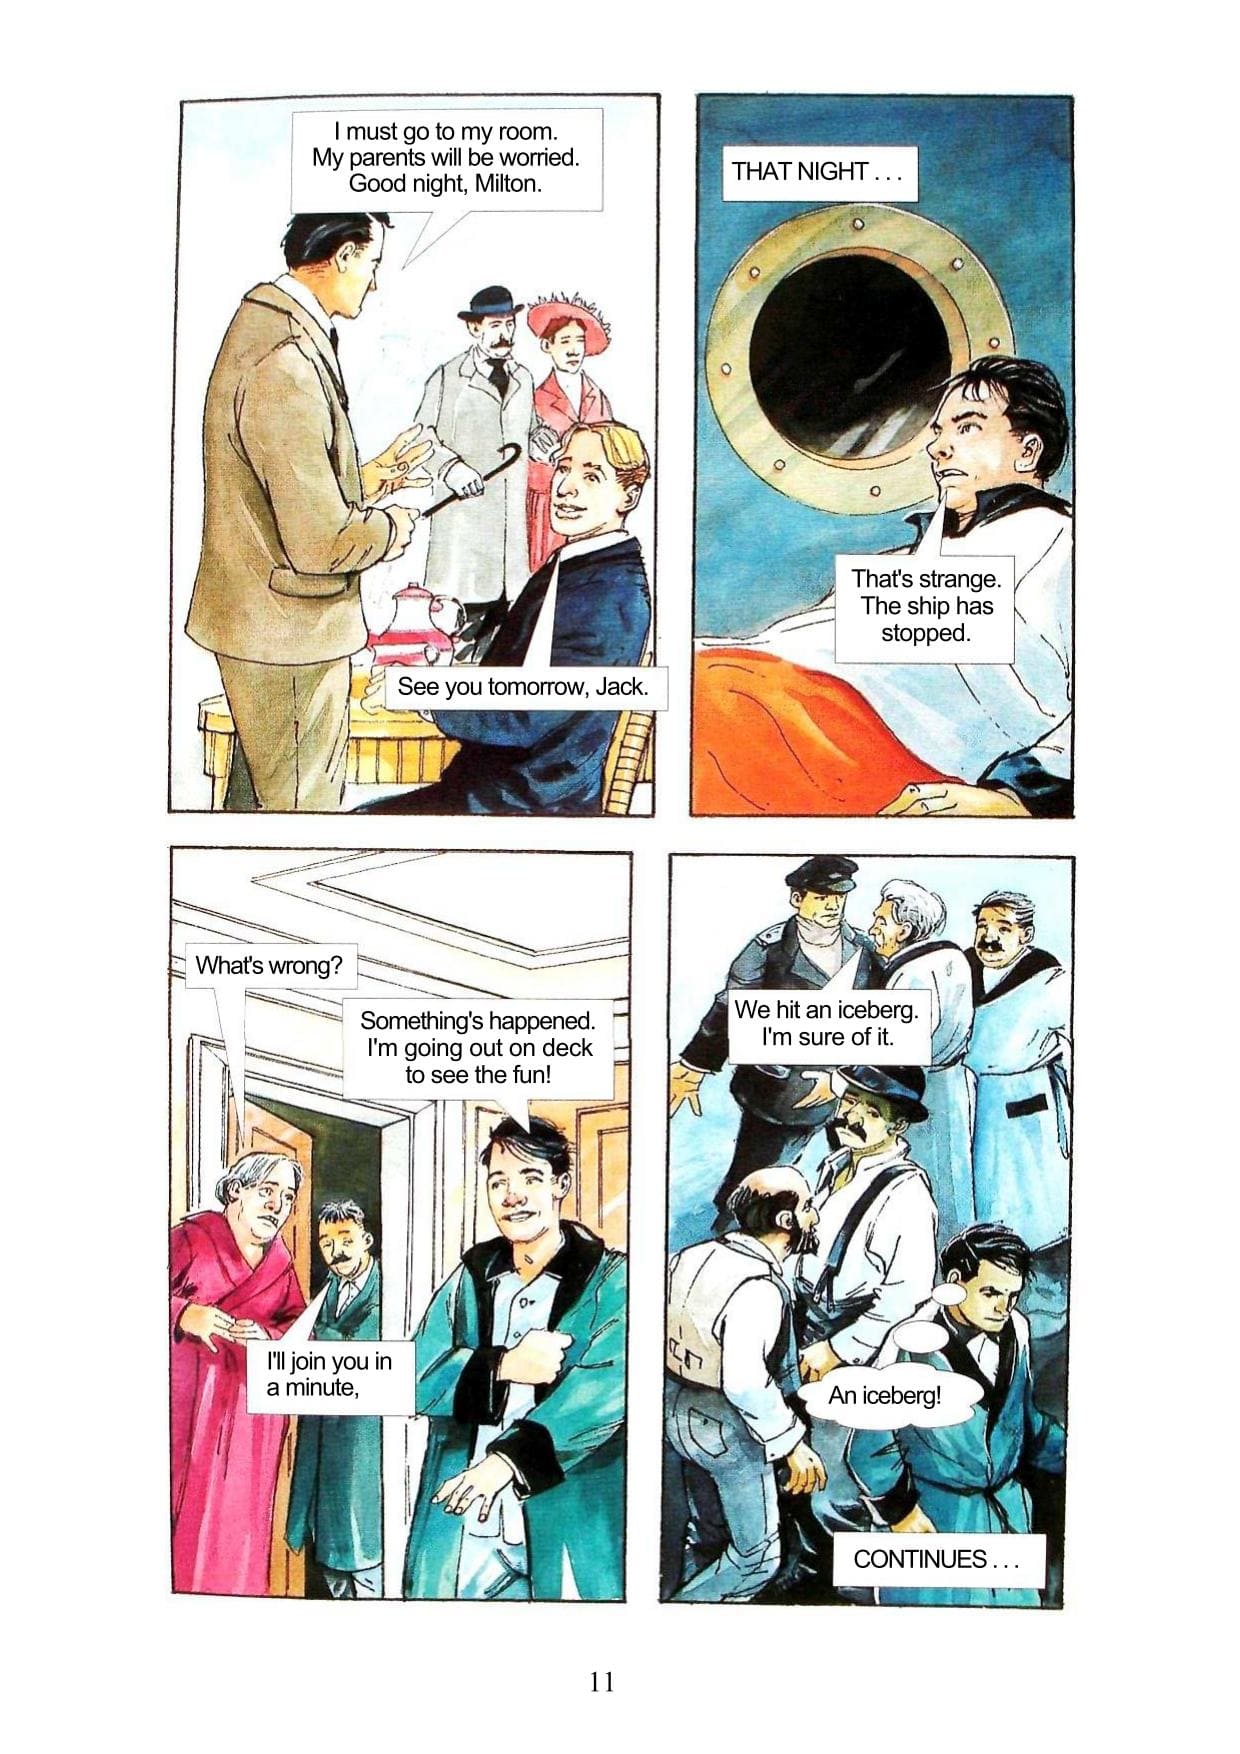 I must go to my room.
My parents will be worried.
Good night, Milton.
See you tomorrow, Jack.
THAT NIGHT . . .
That's strange.
The ship has
stopped.
What's wrong?
Something's happened.
I'm going out on deck
to see the fun!
I'll join you in
a minute,
We hit an iceberg.
I'm sure of it.
An iceberg!
CONTINUES . . .
11